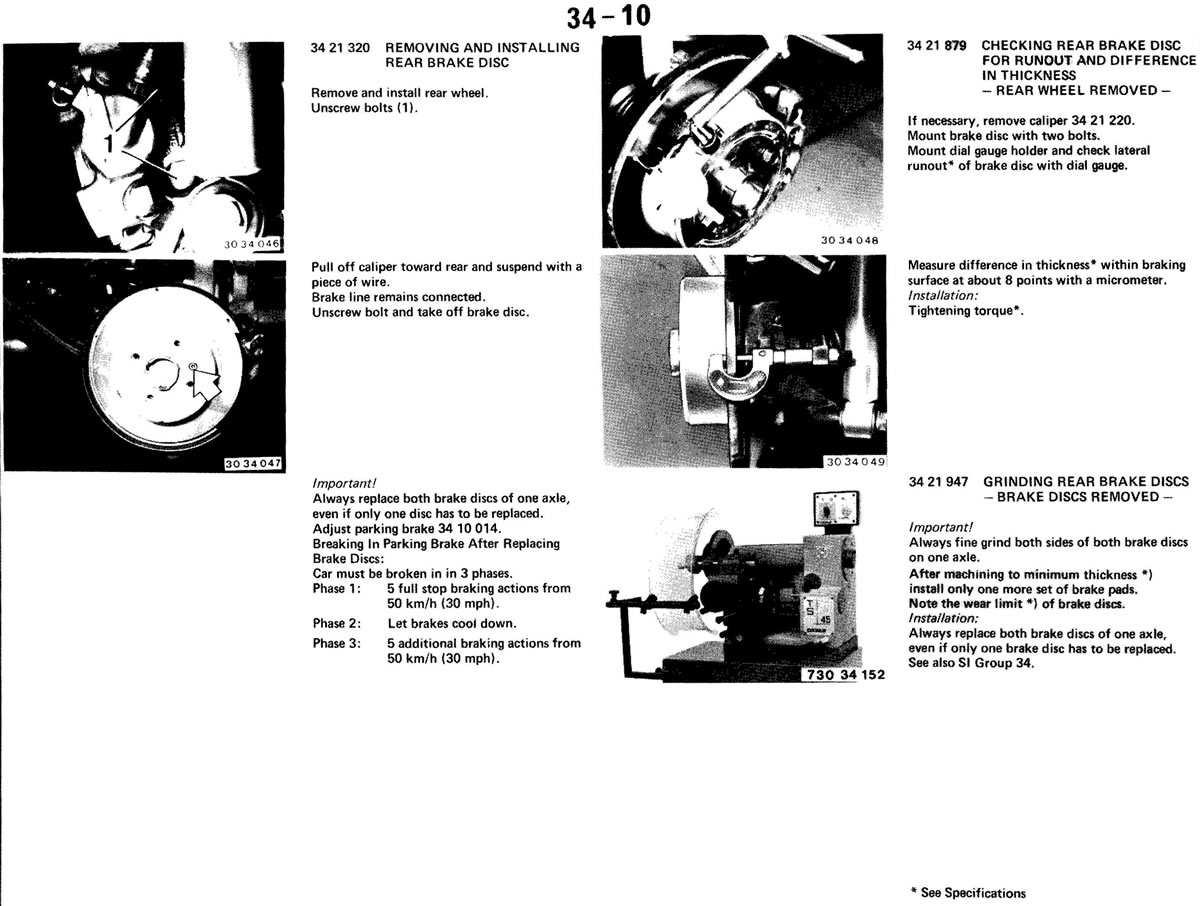 34-10
34 21 320 REMOVING AND INSTALLING
REAR BRAKE DISC
Remove and install rear wheel.
Unscrew bolts (1).
1
30 34 046
Pull off caliper toward rear and suspend with a
piece of wire.
Brake line remains connected.
Unscrew bolt and take off brake disc.
30 34 047
Important!
Always replace both brake discs of one axle,
even if only one disc has to be replaced.
Adjust parking brake 34 10 014.
Breaking In Parking Brake After Replacing
Brake Discs:
Car must be broken in in 3 phases.
Phase 1: 5 full stop braking actions from
50 km/h (30 mph).
Phase 2: Let brakes cool down.
Phase 3: 5 additional braking actions from
50 km/h (30 mph).
34 21 879 CHECKING REAR BRAKE DISC
FOR RUNOUT AND DIFFERENCE
IN THICKNESS
– REAR WHEEL REMOVED –
If necessary, remove caliper 34 21 220.
Mount brake disc with two bolts.
Mount dial gauge holder and check lateral
runout* of brake disc with dial gauge.
30 34 048
Measure difference in thickness* within braking
surface at about 8 points with a micrometer.
Installation:
Tightening torque*.
30 34 049
34 21 947 GRINDING REAR BRAKE DISCS
– BRAKE DISCS REMOVED –
Important!
Always fine grind both sides of both brake discs
on one axle.
After machining to minimum thickness *)
install only one more set of brake pads.
Note the wear limit *) of brake discs.
Installation:
Always replace both brake discs of one axle,
even if only one brake disc has to be replaced.
See also SI Group 34.
T
S
45
730 34 152
* See Specifications